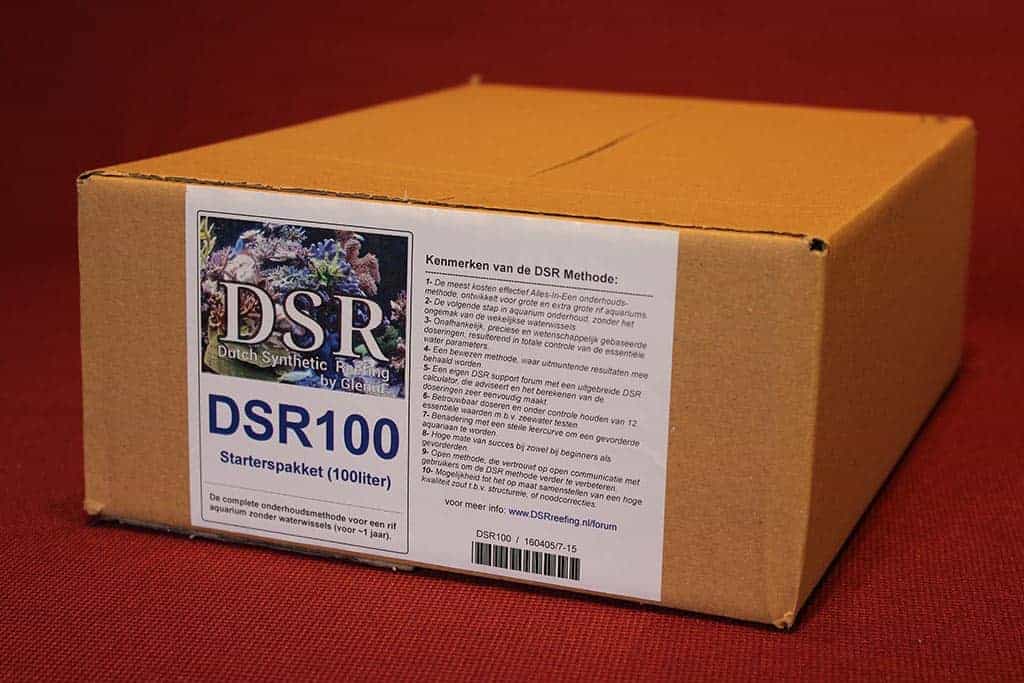 DSR
Dutch Synthetic Reefing
by GlennF
DSR100
Starterspakket (100liter)
De complete onderhoudsmethode voor een rif
aquarium zonder waterwissels (voor ~1 jaar).
Kenmerken van de DSR Methode:
1- De meest kosten effectief Alles-In-Een onderhouds-
methode, ontwikkelt voor grote en extra grote rif aquariums.
2- De volgende stap in aquarium onderhoud, zonder het
ongemak van de wekelijkse waterwissels.
3- Onafhankelijk, preciese en wetenschappelijk gebaseerde
doseringen, resulterend in totale controle van de essentiële
water parameters.
4- Een bewezen methode, waar uitmuntende resultaten mee
behaald worden.
5- Een eigen DSR support forum met een uitgebreide DSR
calculator, die adviseert en het berekenen van de
doseringen zeer eenvoudig maakt.
6- Betrouwbaar doseren en onder controle houden van 12
essentiële waarden m.b.v. zeewater testen.
7- Benadering met een steile leercurve om een gevorderde
aquariaan te worden.
8- Hoge mate van succes bij zowel bij beginners als
gevorderden.
9- Open methode, die vertrouwt op open communicatie met
gebruikers om de DSR methode verder te verbeteren.
10- Mogelijkheid tot het op maat samenstellen van een hoge
kwaliteit zout t.b.v. structurele, of noodcorrecties.
voor meer info: www.DSRreefing.nl/forum
DSR100 / 160405/7-15